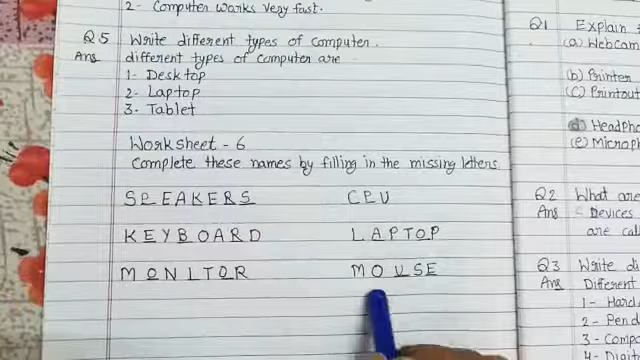 2- Computer works very fast.
Q5 Write different types of computer.
Ans different types of computer are
1- Desktop
2- Laptop
3- Tablet
Worksheet - 6
Complete these names by filling in the missing letters
SPEAKERS CPU
KEYBOARD LAPTOP
MONITOR MOUSE
Q1 Explain
(a) Webcam
(b) Printer
(c) Printout
(d) Headpho
(e) Microph
Q2 What are
Ans Devices
are call
Q3 Write di
Ans Different
1- Hard
2- Pend
3- Comp
4- Digit